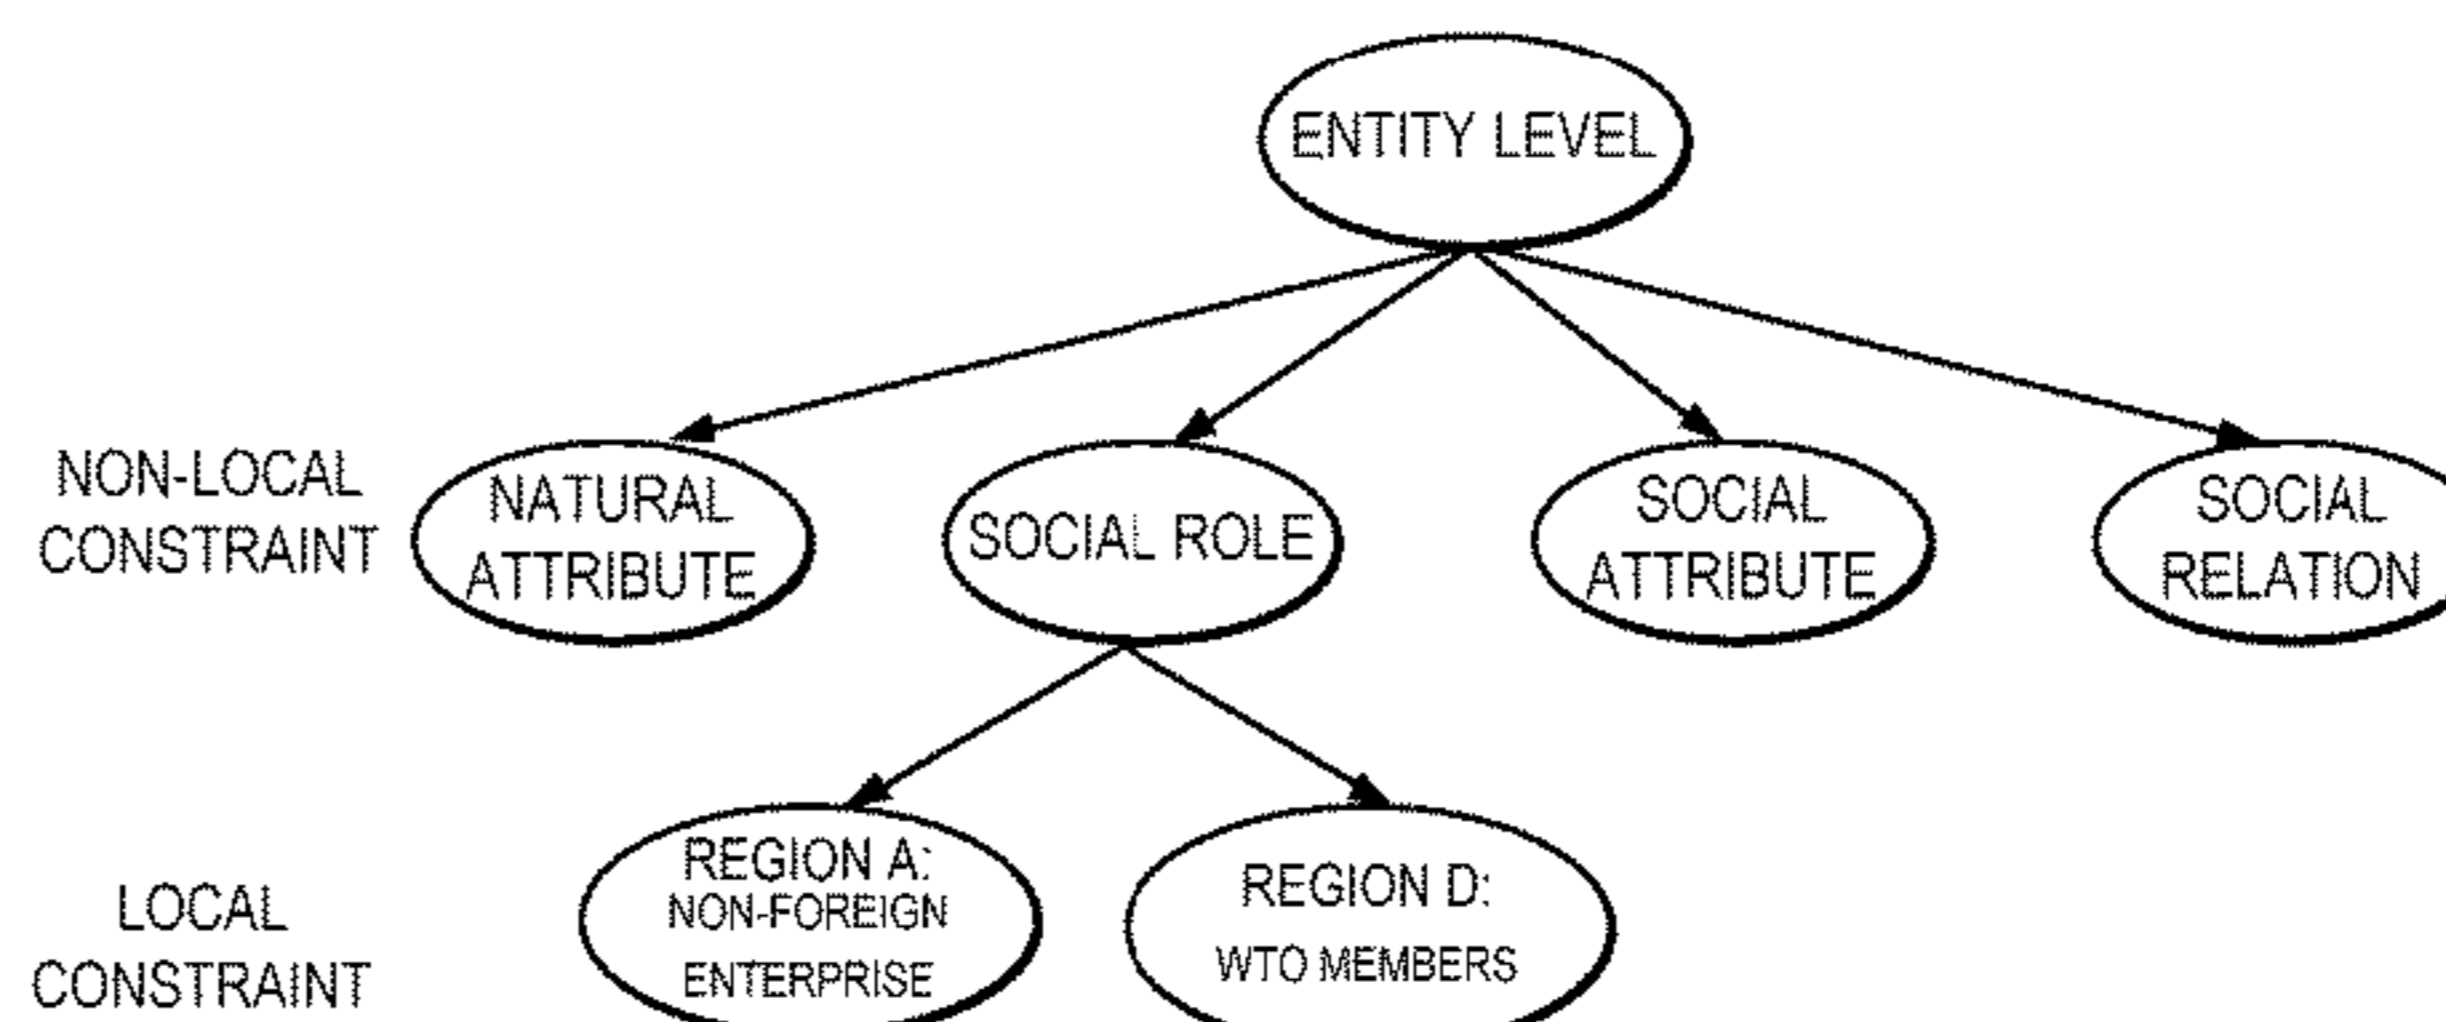 ENTITY LEVEL
NON-LOCAL
CONSTRAINT
NATURAL
ATTRIBUTE
SOCIAL ROLE
SOCIAL
ATTRIBUTE
SOCIAL
RELATION
LOCAL
CONSTRAINT
REGION A:
NON-FOREIGN
ENTERPRISE
REGION D:
WTO MEMBERS